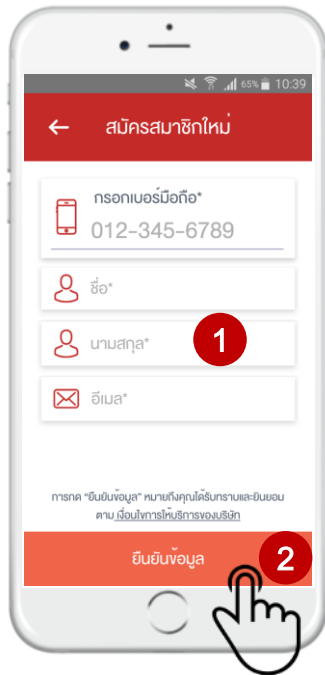 65% 10:39
สมัครสมาชิกใหม่
กรอกเบอร์มือถือ*
012-345-6789
ชื่อ*
นามสกุล*
1
อีเมล*
การกด “ยืนยันข้อมูล” หมายถึงคุณได้รับทราบและยินยอม
ตาม เงื่อนไขการให้บริการของบริษัท
ยืนยันข้อมูล
2